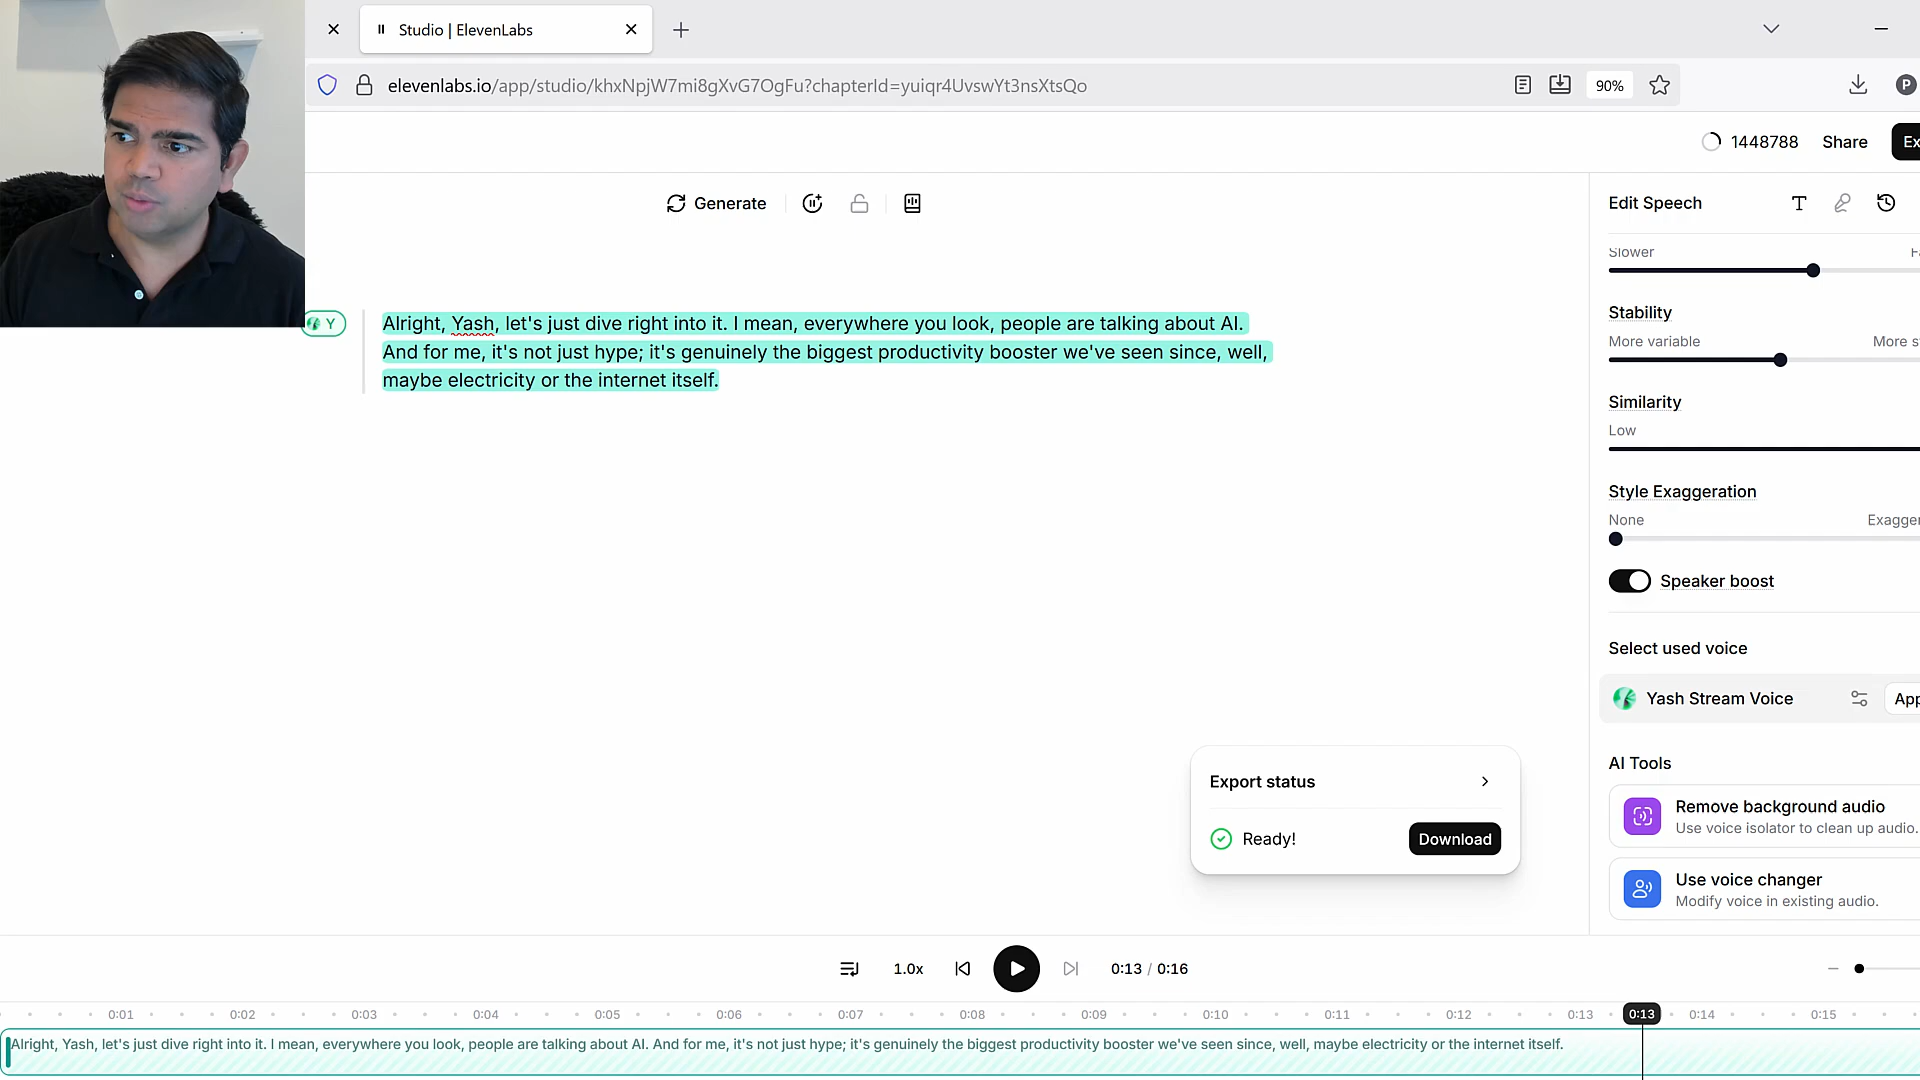 Studio | ElevenLabs
elevenlabs.io/app/studio/khxNpjW7mi8gXvG7OgFu?chapterId=yuiqr4UvswYt3nsXtsQo
90%
P
1448788
Share
Ex
Generate
Edit Speech
Slower
Fa
Y
Alright, Yash, let's just dive right into it. I mean, everywhere you look, people are talking about AI.
And for me, it's not just hype; it's genuinely the biggest productivity booster we've seen since, well,
maybe electricity or the internet itself.
Stability
More variable
More s
Similarity
Low
Style Exaggeration
None
Exagger
Speaker boost
Select used voice
Yash Stream Voice
App
AI Tools
Remove background audio
Use voice isolator to clean up audio.
Use voice changer
Modify voice in existing audio.
Export status
Ready!
Download
1.0x
0:13 / 0:16
0:01 0:02 0:03 0:04 0:05 0:06 0:07 0:08 0:09 0:10 0:11 0:12 0:13 0:13 0:14 0:15
Alright, Yash, let's just dive right into it. I mean, everywhere you look, people are talking about AI. And for me, it's not just hype; it's genuinely the biggest productivity booster we've seen since, well, maybe electricity or the internet itself.